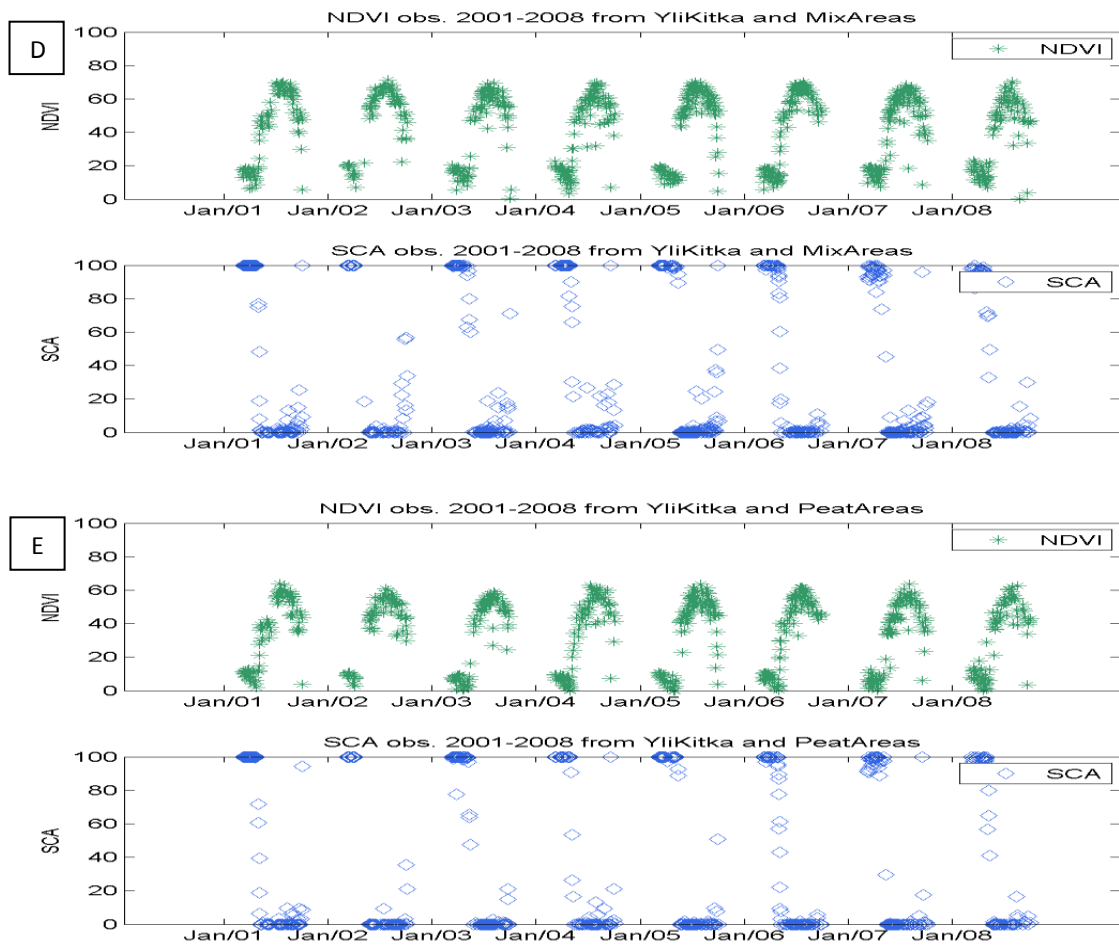 D
NDVI obs. 2001-2008 from YliKitka and MixAreas
NDVI
100
80
60
40
20
0
NDVI
Jan/01 Jan/02 Jan/03 Jan/04 Jan/05 Jan/06 Jan/07 Jan/08
SCA obs. 2001-2008 from YliKitka and MixAreas
SCA
100
80
60
40
20
0
SCA
Jan/01 Jan/02 Jan/03 Jan/04 Jan/05 Jan/06 Jan/07 Jan/08
E
NDVI obs. 2001-2008 from YliKitka and PeatAreas
NDVI
100
80
60
40
20
0
NDVI
Jan/01 Jan/02 Jan/03 Jan/04 Jan/05 Jan/06 Jan/07 Jan/08
SCA obs. 2001-2008 from YliKitka and PeatAreas
SCA
100
80
60
40
20
0
SCA
Jan/01 Jan/02 Jan/03 Jan/04 Jan/05 Jan/06 Jan/07 Jan/08